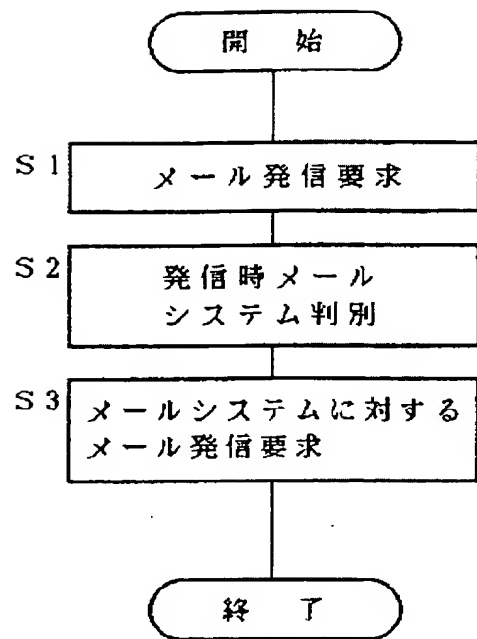 開始
S1 メール発信要求
S2 発信時メール
システム判別
S3 メールシステムに対する
メール発信要求
終了